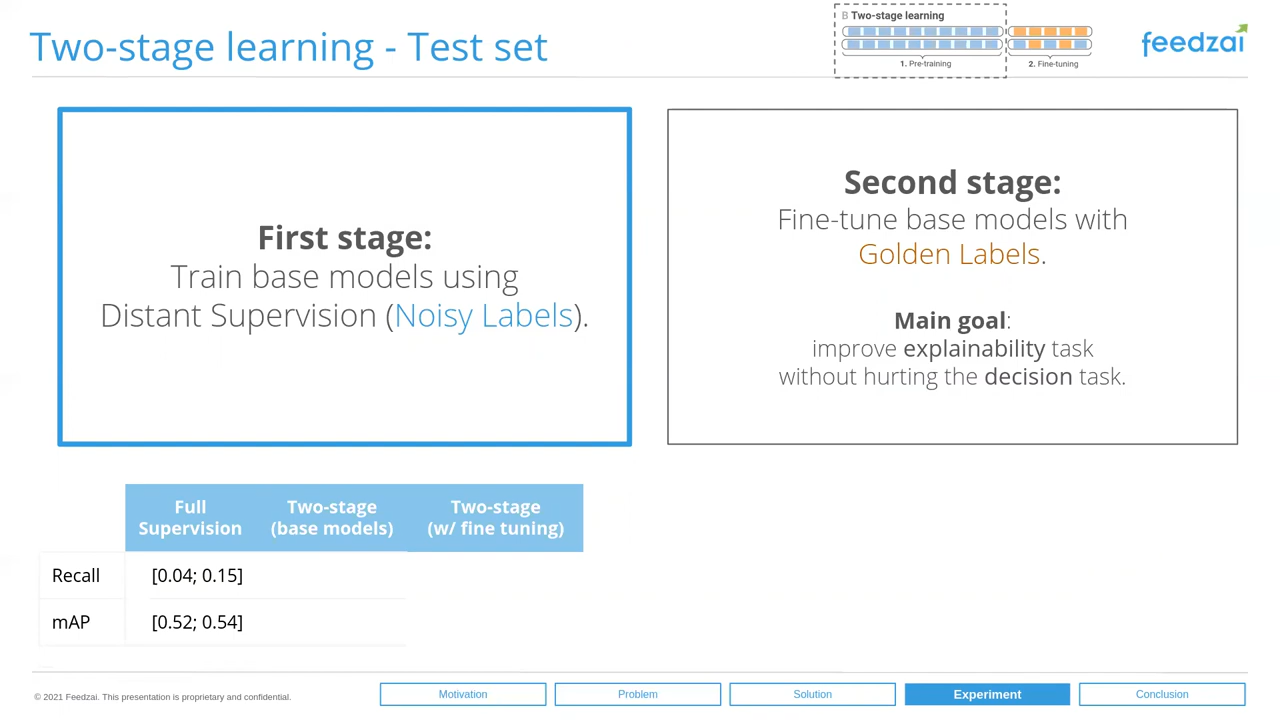 Two-stage learning - Test set
B Two-stage learning
1. Pre-training
2. Fine-tuning
feedzai
First stage:
Train base models using
Distant Supervision (Noisy Labels).
Second stage:
Fine-tune base models with
Golden Labels.
Main goal:
improve explainability task
without hurting the decision task.
Full Supervision
Two-stage (base models)
Two-stage (w/ fine tuning)
Recall [0.04; 0.15]
mAP [0.52; 0.54]
© 2021 Feedzai. This presentation is proprietary and confidential.
Motivation
Problem
Solution
Experiment
Conclusion